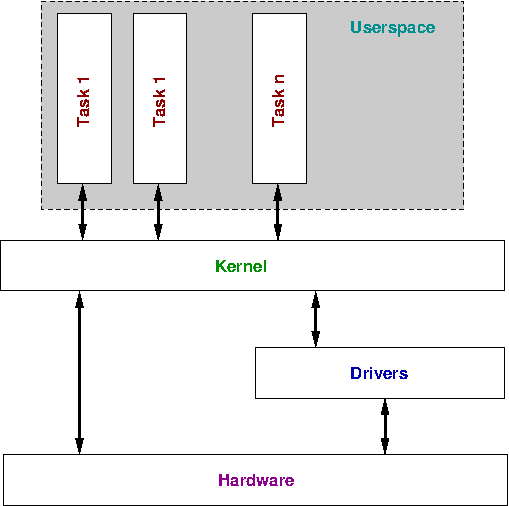 Userspace
Task 1
Task 1
Task n
Kernel
Drivers
Hardware